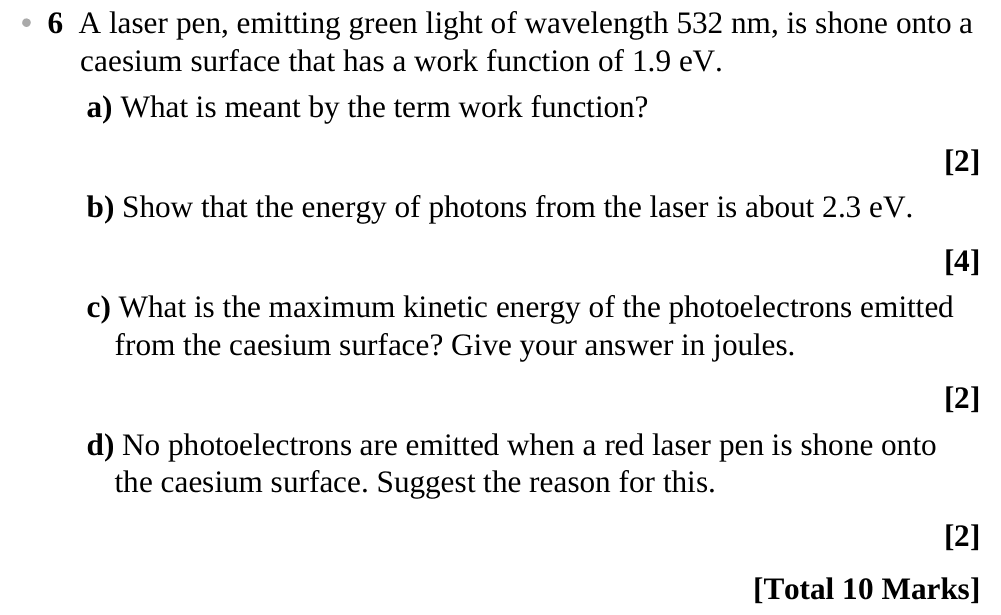 • 6 A laser pen, emitting green light of wavelength 532 nm, is shone onto a
caesium surface that has a work function of 1.9 eV.
a) What is meant by the term work function?
[2]
b) Show that the energy of photons from the laser is about 2.3 eV.
[4]
c) What is the maximum kinetic energy of the photoelectrons emitted
from the caesium surface? Give your answer in joules.
[2]
d) No photoelectrons are emitted when a red laser pen is shone onto
the caesium surface. Suggest the reason for this.
[2]
[Total 10 Marks]